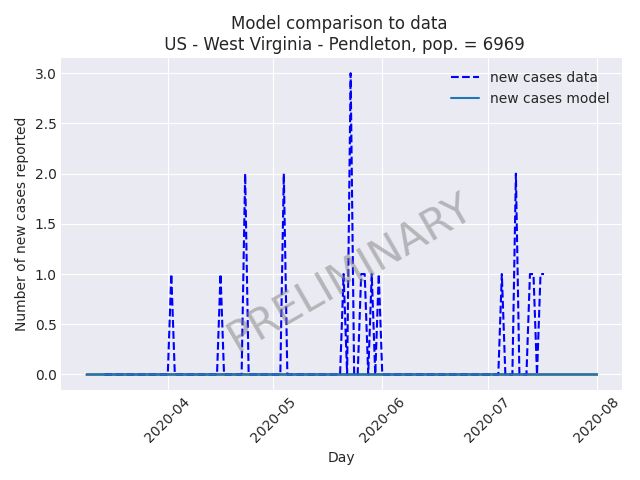 Model comparison to data
US - West Virginia - Pendleton, pop. = 6969
new cases data
new cases model
Number of new cases reported
3.0
2.5
2.0
1.5
1.0
0.5
0.0
PRELIMINARY
2020-04
2020-05
2020-06
2020-07
2020-08
Day